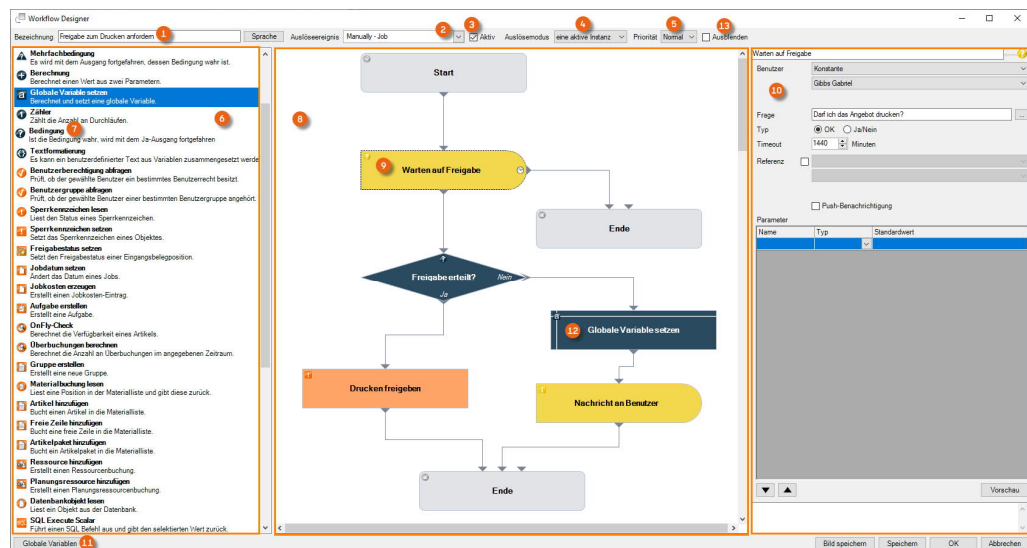 Workflow Designer
Bezeichnung Freigabe zum Drucken anfordern 1 Sprache Auslöseereignis Manually - Job 2 3 Aktiv Auslösemodus 4 eine aktive Instanz Priorität 5 Normal 13 Ausblenden
Mehrfachbedingung
Es wird mit dem Ausgang fortgefahren, dessen Bedingung wahr ist.
Berechnung
Berechnet einen Wert aus zwei Parametern.
Globale Variable setzen
Berechnet und setzt eine globale Variable.
6
Zähler
Zählt die Anzahl an Durchläufen.
7
Bedingung
Ist die Bedingung wahr, wird mit dem Ja-Ausgang fortgefahren
Textformatierung
Es kann ein benutzerdefinierter Text aus Variablen zusammengesetzt werde
Benutzerberechtigung abfragen
Prüft, ob der gewählte Benutzer ein bestimmtes Benutzerrecht besitzt.
Benutzergruppe abfragen
Prüft, ob der gewählte Benutzer einer bestimmten Benutzergruppe angehört.
Sperrkennzeichen lesen
Liest den Status eines Sperrkennzeichen.
Sperrkennzeichen setzen
Setzt das Sperrkennzeichen eines Objektes.
Freigabestatus setzen
Setzt den Freigabestatus einer Eingangsbelegposition.
Jobdatum setzen
Ändert das Datum eines Jobs.
Jobkosten erzeugen
Erstellt einen Jobkosten-Eintrag.
Aufgabe erstellen
Erstellt eine Aufgabe.
OnFly-Check
Berechnet die Verfügbarkeit eines Artikels.
Überbuchungen berechnen
Berechnet die Anzahl an Überbuchungen im angegebenen Zeitraum.
Gruppe erstellen
Erstellt eine neue Gruppe.
Materialbuchung lesen
Liest eine Position in der Materialliste und gibt diese zurück.
Artikel hinzufügen
Bucht einen Artikel in die Materialliste.
Freie Zeile hinzufügen
Bucht eine freie Zeile in die Materialliste.
Artikelpaket hinzufügen
Bucht ein Artikelpaket in die Materialliste.
Ressource hinzufügen
Erstellt einen Ressourcenbuchung.
Planungsressource hinzufügen
Erstellt einen Planungsressourcenbuchung.
Datenbankobjekt lesen
Liest ein Objekt aus der Datenbank.
SQL Execute Scalar
Führt einen SQL Befehl aus und gibt den selektierten Wert zurück.
Globale Variablen 11
8
Start
9 Warten auf Freigabe
Ende
Freigabe erteilt? Nein
Ja
12 Globale Variable setzen
Drucken freigeben
Nachricht an Benutzer
Ende
Warten auf Freigabe
Benutzer Konstante
10
Gibbs Gabriel
Frage Darf ich das Angebot drucken? ...
Typ OK Ja/Nein
Timeout 1440 Minuten
Referenz
Push-Benachrichtigung
Parameter
Name Typ Standardwert
Vorschau
Bild speichern Speichern OK Abbrechen